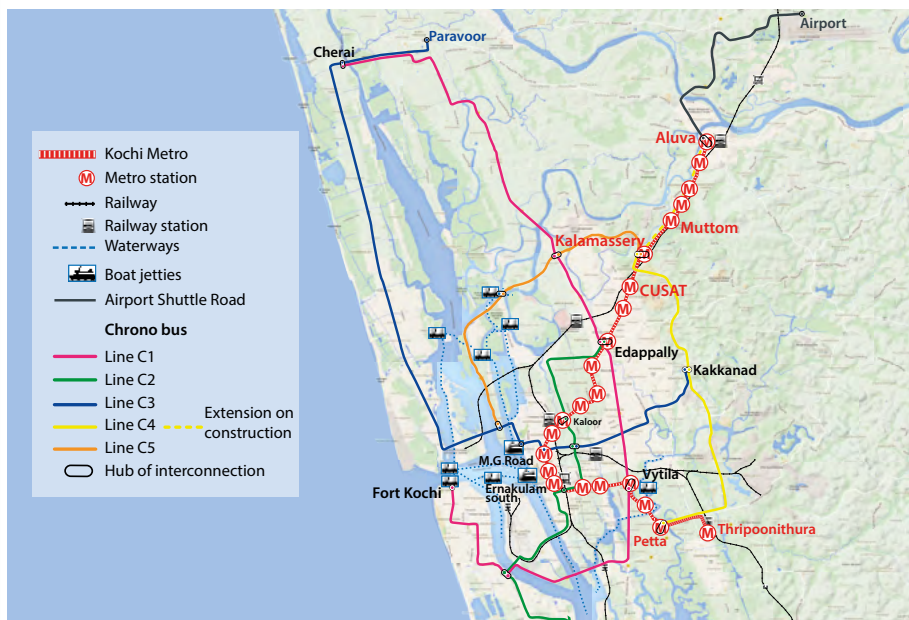 Airport
Paravoor
Cherai
Aluva
Kochi Metro
M Metro station
Railway
Railway station
Waterways
Boat jetties
Airport Shuttle Road
Chrono bus
Line C1
Line C2
Line C3
Line C4
Extension on
construction
Line C5
Hub of interconnection
Muttom
Kalamassery
CUSAT
Edappally
Kakkanad
Kaloor
M.G Road
Vytila
Fort Kochi
Ernakulam
south
Petta
Thripoonithura